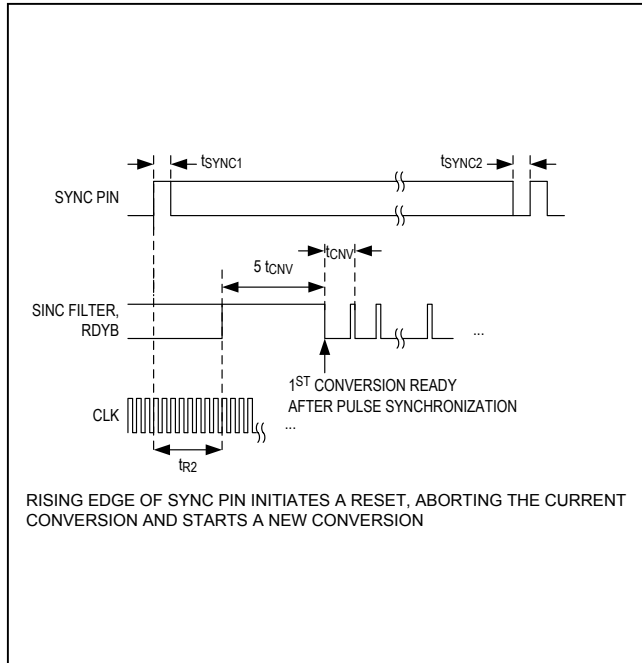 tSYNC1
tSYNC2
SYNC PIN
5 tCNV
tCNV
SINC FILTER,
RDYB
...
1ST CONVERSION READY
AFTER PULSE SYNCHRONIZATION
CLK
...
tR2
RISING EDGE OF SYNC PIN INITIATES A RESET, ABORTING THE CURRENT
CONVERSION AND STARTS A NEW CONVERSION